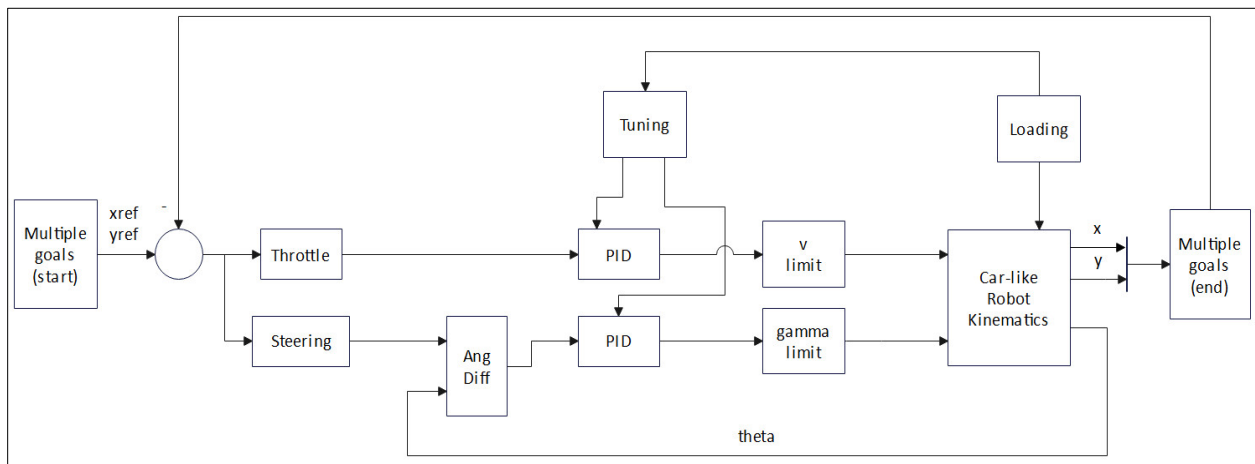 Tuning
Loading
xref
yref
-
Multiple
goals
(start)
Throttle
PID
v
limit
x
y
Car-like
Robot
Kinematics
Multiple
goals
(end)
Steering
Ang
Diff
PID
gamma
limit
theta